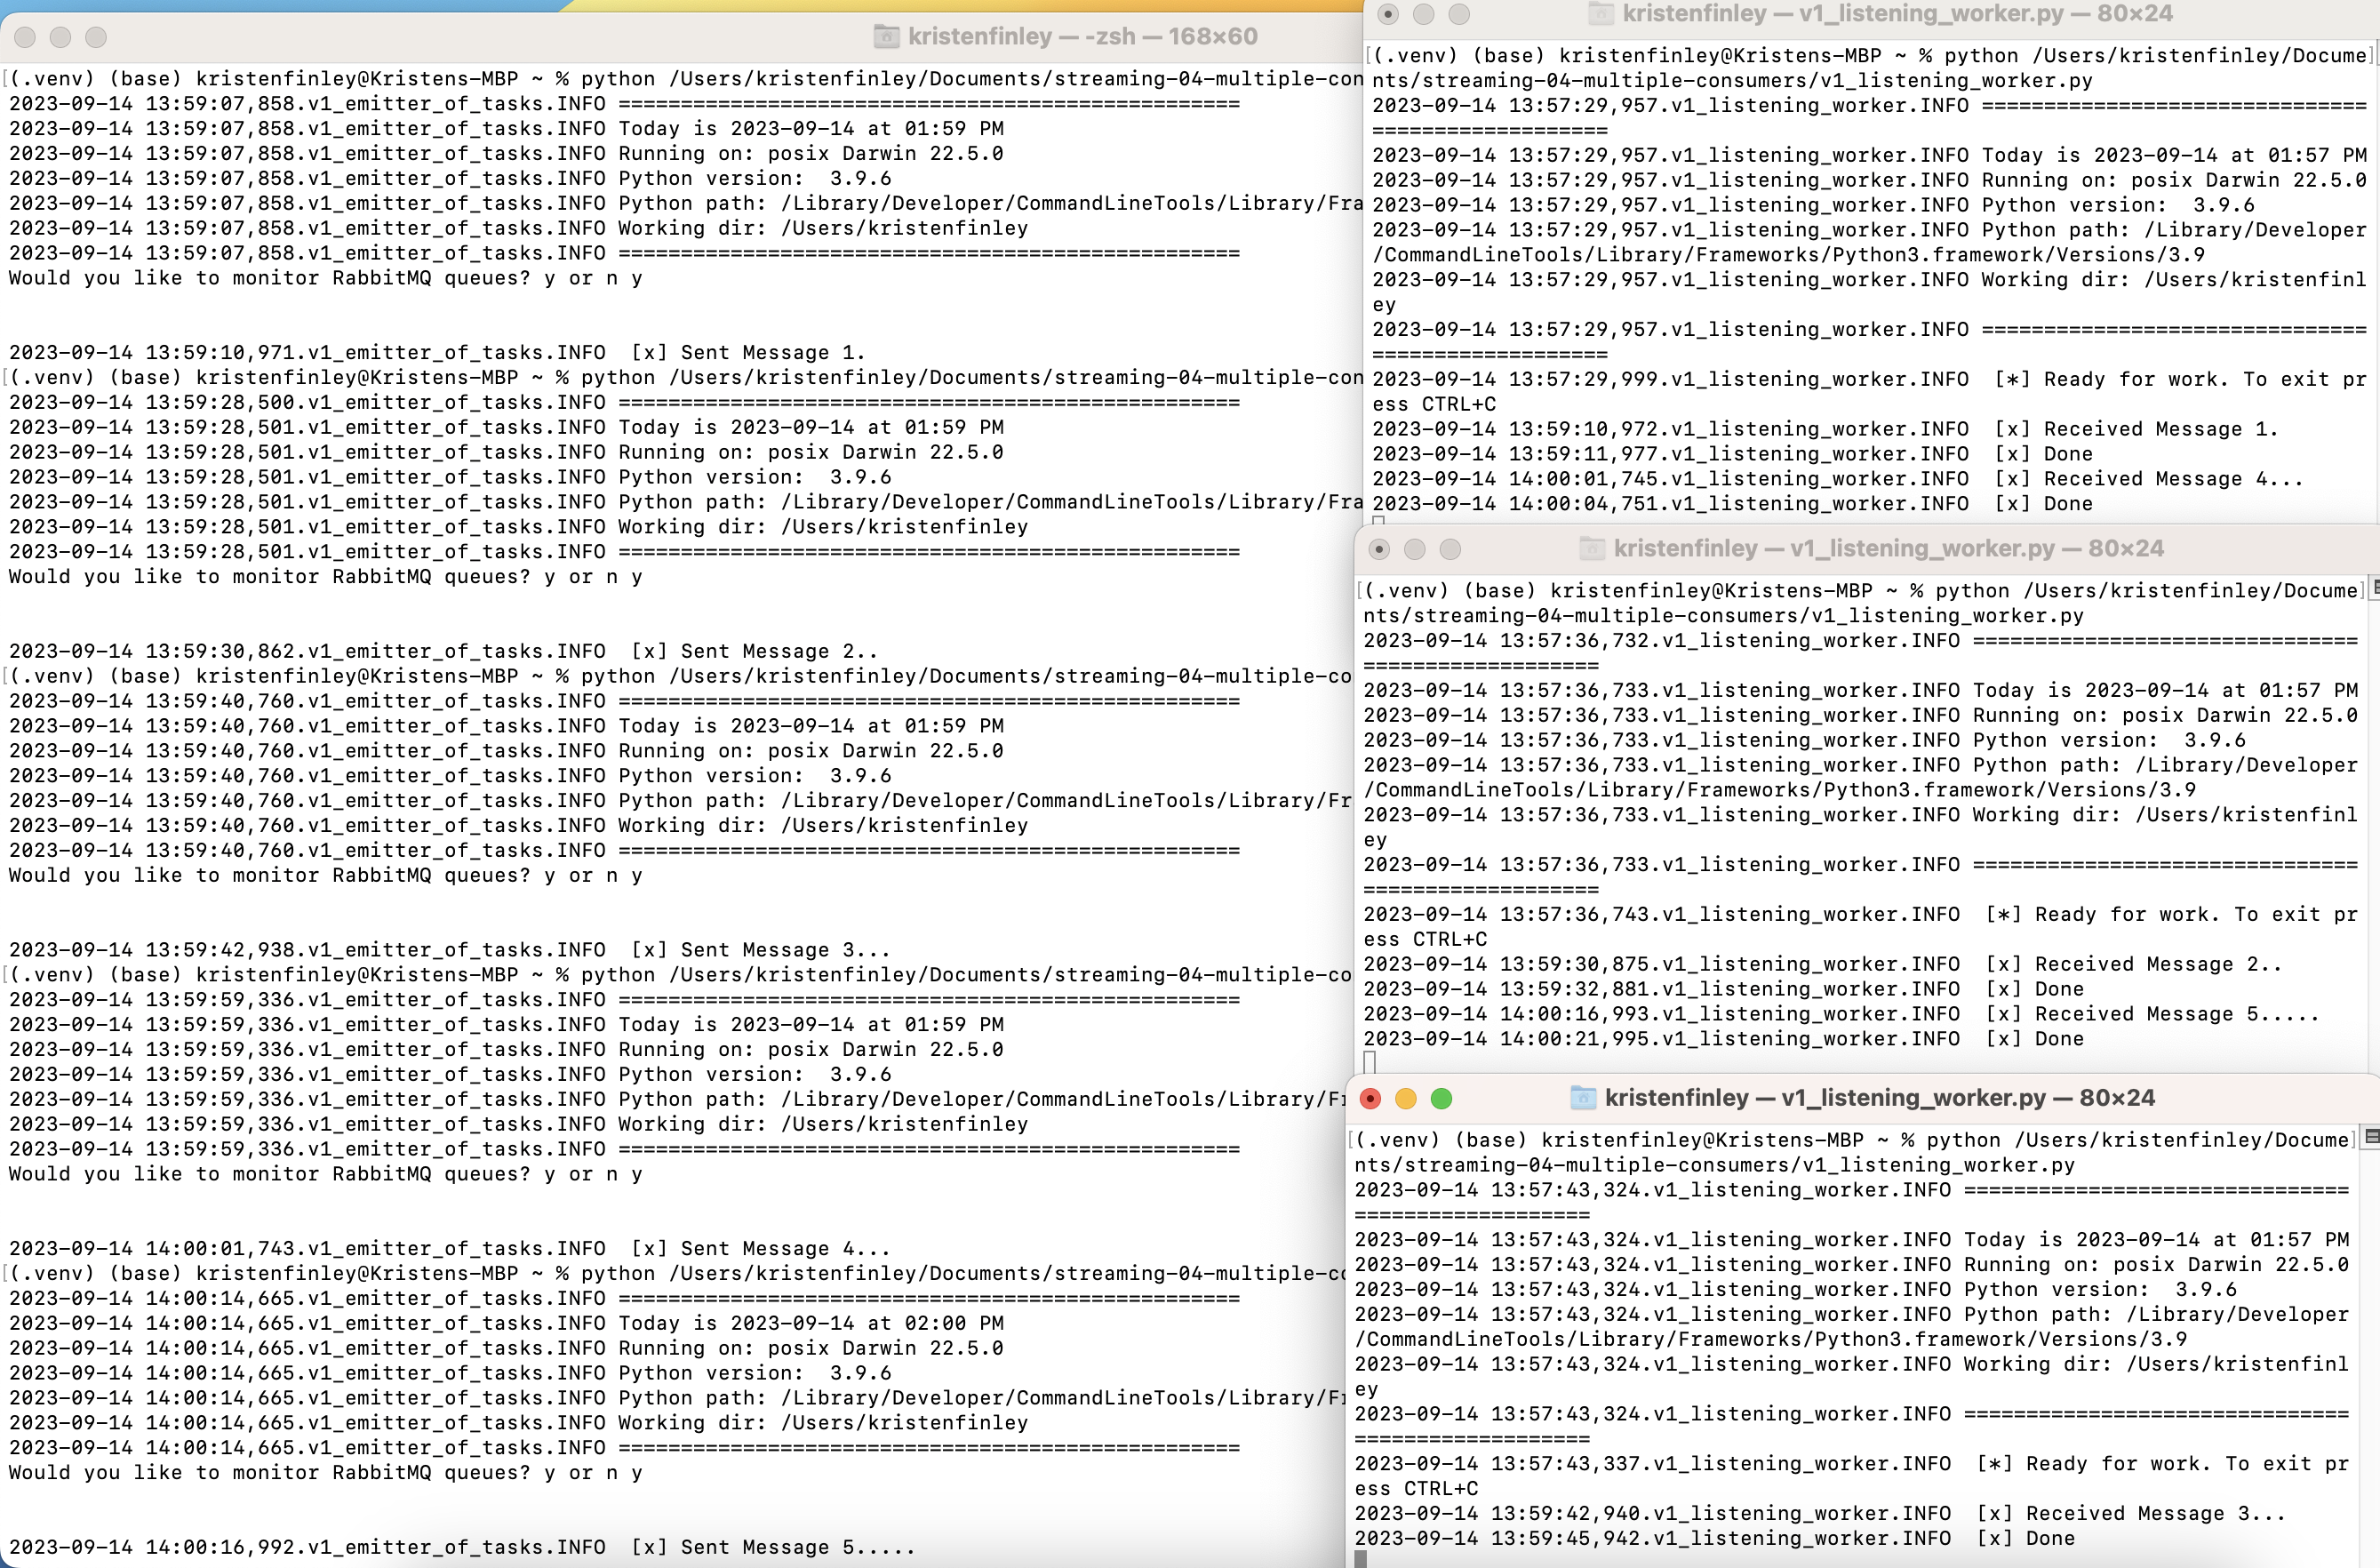 kristenfinley — -zsh — 168×60
(.venv) (base) kristenfinley@Kristens-MBP ~ % python /Users/kristenfinley/Documents/streaming-04-multiple-con
2023-09-14 13:59:07,858.v1_emitter_of_tasks.INFO ==================================================
2023-09-14 13:59:07,858.v1_emitter_of_tasks.INFO Today is 2023-09-14 at 01:59 PM
2023-09-14 13:59:07,858.v1_emitter_of_tasks.INFO Running on: posix Darwin 22.5.0
2023-09-14 13:59:07,858.v1_emitter_of_tasks.INFO Python version:  3.9.6
2023-09-14 13:59:07,858.v1_emitter_of_tasks.INFO Python path: /Library/Developer/CommandLineTools/Library/Fra
2023-09-14 13:59:07,858.v1_emitter_of_tasks.INFO Working dir: /Users/kristenfinley
2023-09-14 13:59:07,858.v1_emitter_of_tasks.INFO ==================================================
Would you like to monitor RabbitMQ queues? y or n y
2023-09-14 13:59:10,971.v1_emitter_of_tasks.INFO  [x] Sent Message 1.
(.venv) (base) kristenfinley@Kristens-MBP ~ % python /Users/kristenfinley/Documents/streaming-04-multiple-con
2023-09-14 13:59:28,500.v1_emitter_of_tasks.INFO ==================================================
2023-09-14 13:59:28,501.v1_emitter_of_tasks.INFO Today is 2023-09-14 at 01:59 PM
2023-09-14 13:59:28,501.v1_emitter_of_tasks.INFO Running on: posix Darwin 22.5.0
2023-09-14 13:59:28,501.v1_emitter_of_tasks.INFO Python version:  3.9.6
2023-09-14 13:59:28,501.v1_emitter_of_tasks.INFO Python path: /Library/Developer/CommandLineTools/Library/Fra
2023-09-14 13:59:28,501.v1_emitter_of_tasks.INFO Working dir: /Users/kristenfinley
2023-09-14 13:59:28,501.v1_emitter_of_tasks.INFO ==================================================
Would you like to monitor RabbitMQ queues? y or n y
2023-09-14 13:59:30,862.v1_emitter_of_tasks.INFO  [x] Sent Message 2..
(.venv) (base) kristenfinley@Kristens-MBP ~ % python /Users/kristenfinley/Documents/streaming-04-multiple-co
2023-09-14 13:59:40,760.v1_emitter_of_tasks.INFO ==================================================
2023-09-14 13:59:40,760.v1_emitter_of_tasks.INFO Today is 2023-09-14 at 01:59 PM
2023-09-14 13:59:40,760.v1_emitter_of_tasks.INFO Running on: posix Darwin 22.5.0
2023-09-14 13:59:40,760.v1_emitter_of_tasks.INFO Python version:  3.9.6
2023-09-14 13:59:40,760.v1_emitter_of_tasks.INFO Python path: /Library/Developer/CommandLineTools/Library/Fr
2023-09-14 13:59:40,760.v1_emitter_of_tasks.INFO Working dir: /Users/kristenfinley
2023-09-14 13:59:40,760.v1_emitter_of_tasks.INFO ==================================================
Would you like to monitor RabbitMQ queues? y or n y
2023-09-14 13:59:42,938.v1_emitter_of_tasks.INFO  [x] Sent Message 3...
(.venv) (base) kristenfinley@Kristens-MBP ~ % python /Users/kristenfinley/Documents/streaming-04-multiple-co
2023-09-14 13:59:59,336.v1_emitter_of_tasks.INFO ==================================================
2023-09-14 13:59:59,336.v1_emitter_of_tasks.INFO Today is 2023-09-14 at 01:59 PM
2023-09-14 13:59:59,336.v1_emitter_of_tasks.INFO Running on: posix Darwin 22.5.0
2023-09-14 13:59:59,336.v1_emitter_of_tasks.INFO Python version:  3.9.6
2023-09-14 13:59:59,336.v1_emitter_of_tasks.INFO Python path: /Library/Developer/CommandLineTools/Library/Fr
2023-09-14 13:59:59,336.v1_emitter_of_tasks.INFO Working dir: /Users/kristenfinley
2023-09-14 13:59:59,336.v1_emitter_of_tasks.INFO ==================================================
Would you like to monitor RabbitMQ queues? y or n y
2023-09-14 14:00:01,743.v1_emitter_of_tasks.INFO  [x] Sent Message 4...
(.venv) (base) kristenfinley@Kristens-MBP ~ % python /Users/kristenfinley/Documents/streaming-04-multiple-co
2023-09-14 14:00:14,665.v1_emitter_of_tasks.INFO ==================================================
2023-09-14 14:00:14,665.v1_emitter_of_tasks.INFO Today is 2023-09-14 at 02:00 PM
2023-09-14 14:00:14,665.v1_emitter_of_tasks.INFO Running on: posix Darwin 22.5.0
2023-09-14 14:00:14,665.v1_emitter_of_tasks.INFO Python version:  3.9.6
2023-09-14 14:00:14,665.v1_emitter_of_tasks.INFO Python path: /Library/Developer/CommandLineTools/Library/Fr
2023-09-14 14:00:14,665.v1_emitter_of_tasks.INFO Working dir: /Users/kristenfinley
2023-09-14 14:00:14,665.v1_emitter_of_tasks.INFO ==================================================
Would you like to monitor RabbitMQ queues? y or n y
2023-09-14 14:00:16,992.v1_emitter_of_tasks.INFO  [x] Sent Message 5.....
kristenfinley — v1_listening_worker.py — 80×24
(.venv) (base) kristenfinley@Kristens-MBP ~ % python /Users/kristenfinley/Docume
nts/streaming-04-multiple-consumers/v1_listening_worker.py
2023-09-14 13:57:29,957.v1_listening_worker.INFO ===============================
===================
2023-09-14 13:57:29,957.v1_listening_worker.INFO Today is 2023-09-14 at 01:57 PM
2023-09-14 13:57:29,957.v1_listening_worker.INFO Running on: posix Darwin 22.5.0
2023-09-14 13:57:29,957.v1_listening_worker.INFO Python version:  3.9.6
2023-09-14 13:57:29,957.v1_listening_worker.INFO Python path: /Library/Developer
/CommandLineTools/Library/Frameworks/Python3.framework/Versions/3.9
2023-09-14 13:57:29,957.v1_listening_worker.INFO Working dir: /Users/kristenfinl
ey
2023-09-14 13:57:29,957.v1_listening_worker.INFO ===============================
===================
2023-09-14 13:57:29,999.v1_listening_worker.INFO  [*] Ready for work. To exit pr
ess CTRL+C
2023-09-14 13:59:10,972.v1_listening_worker.INFO  [x] Received Message 1.
2023-09-14 13:59:11,977.v1_listening_worker.INFO  [x] Done
2023-09-14 14:00:01,745.v1_listening_worker.INFO  [x] Received Message 4...
2023-09-14 14:00:04,751.v1_listening_worker.INFO  [x] Done
kristenfinley — v1_listening_worker.py — 80×24
(.venv) (base) kristenfinley@Kristens-MBP ~ % python /Users/kristenfinley/Docume
nts/streaming-04-multiple-consumers/v1_listening_worker.py
2023-09-14 13:57:36,732.v1_listening_worker.INFO ===============================
===================
2023-09-14 13:57:36,733.v1_listening_worker.INFO Today is 2023-09-14 at 01:57 PM
2023-09-14 13:57:36,733.v1_listening_worker.INFO Running on: posix Darwin 22.5.0
2023-09-14 13:57:36,733.v1_listening_worker.INFO Python version:  3.9.6
2023-09-14 13:57:36,733.v1_listening_worker.INFO Python path: /Library/Developer
/CommandLineTools/Library/Frameworks/Python3.framework/Versions/3.9
2023-09-14 13:57:36,733.v1_listening_worker.INFO Working dir: /Users/kristenfinl
ey
2023-09-14 13:57:36,733.v1_listening_worker.INFO ===============================
===================
2023-09-14 13:57:36,743.v1_listening_worker.INFO  [*] Ready for work. To exit pr
ess CTRL+C
2023-09-14 13:59:30,875.v1_listening_worker.INFO  [x] Received Message 2..
2023-09-14 13:59:32,881.v1_listening_worker.INFO  [x] Done
2023-09-14 14:00:16,993.v1_listening_worker.INFO  [x] Received Message 5.....
2023-09-14 14:00:21,995.v1_listening_worker.INFO  [x] Done
kristenfinley — v1_listening_worker.py — 80×24
(.venv) (base) kristenfinley@Kristens-MBP ~ % python /Users/kristenfinley/Docume
nts/streaming-04-multiple-consumers/v1_listening_worker.py
2023-09-14 13:57:43,324.v1_listening_worker.INFO ===============================
===================
2023-09-14 13:57:43,324.v1_listening_worker.INFO Today is 2023-09-14 at 01:57 PM
2023-09-14 13:57:43,324.v1_listening_worker.INFO Running on: posix Darwin 22.5.0
2023-09-14 13:57:43,324.v1_listening_worker.INFO Python version:  3.9.6
2023-09-14 13:57:43,324.v1_listening_worker.INFO Python path: /Library/Developer
/CommandLineTools/Library/Frameworks/Python3.framework/Versions/3.9
2023-09-14 13:57:43,324.v1_listening_worker.INFO Working dir: /Users/kristenfinl
ey
2023-09-14 13:57:43,324.v1_listening_worker.INFO ===============================
===================
2023-09-14 13:57:43,337.v1_listening_worker.INFO  [*] Ready for work. To exit pr
ess CTRL+C
2023-09-14 13:59:42,940.v1_listening_worker.INFO  [x] Received Message 3...
2023-09-14 13:59:45,942.v1_listening_worker.INFO  [x] Done